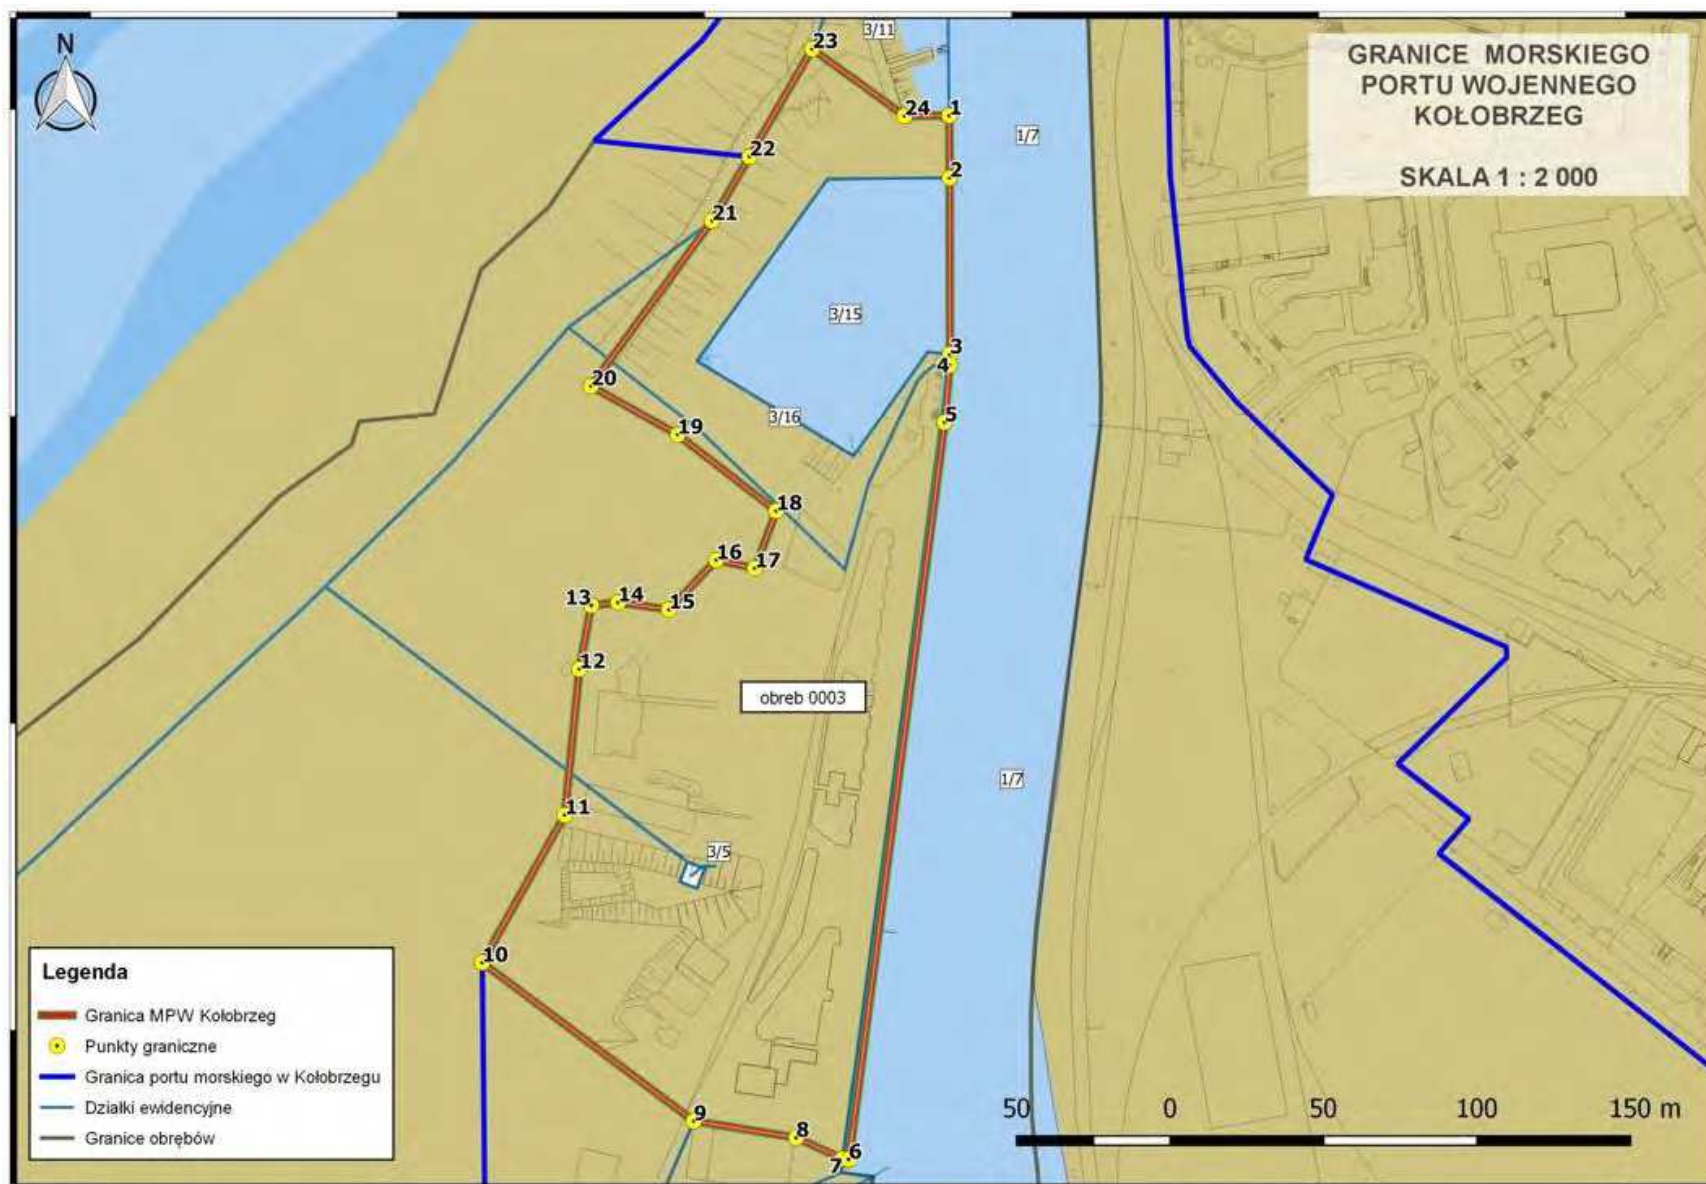 GRANICE MORSKIEGO
PORTU WOJENNEGO
KOŁOBRZEG
SKALA 1 : 2 000
N
23
3/11
24
1
1/7
22
2
21
3/15
3
4
20
3/16
5
19
18
16
17
13
14
15
12
obreb 0003
1/7
11
3/5
10
9
8
6
7
Legenda
Granica MPW Kołobrzeg
Punkty graniczne
Granica portu morskiego w Kołobrzegu
Działki ewidencyjne
Granice obrębów
50 0 50 100 150 m